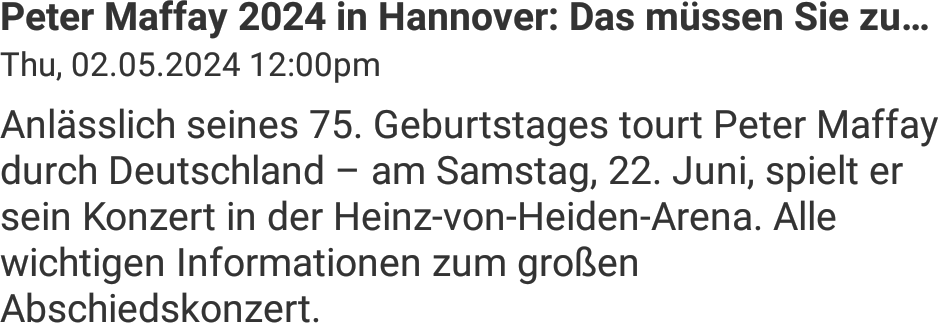 Peter Maffay 2024 in Hannover: Das müssen Sie zu…
Thu, 02.05.2024 12:00pm
Anlässlich seines 75. Geburtstages tourt Peter Maffay
durch Deutschland – am Samstag, 22. Juni, spielt er
sein Konzert in der Heinz-von-Heiden-Arena. Alle
wichtigen Informationen zum großen
Abschiedskonzert.